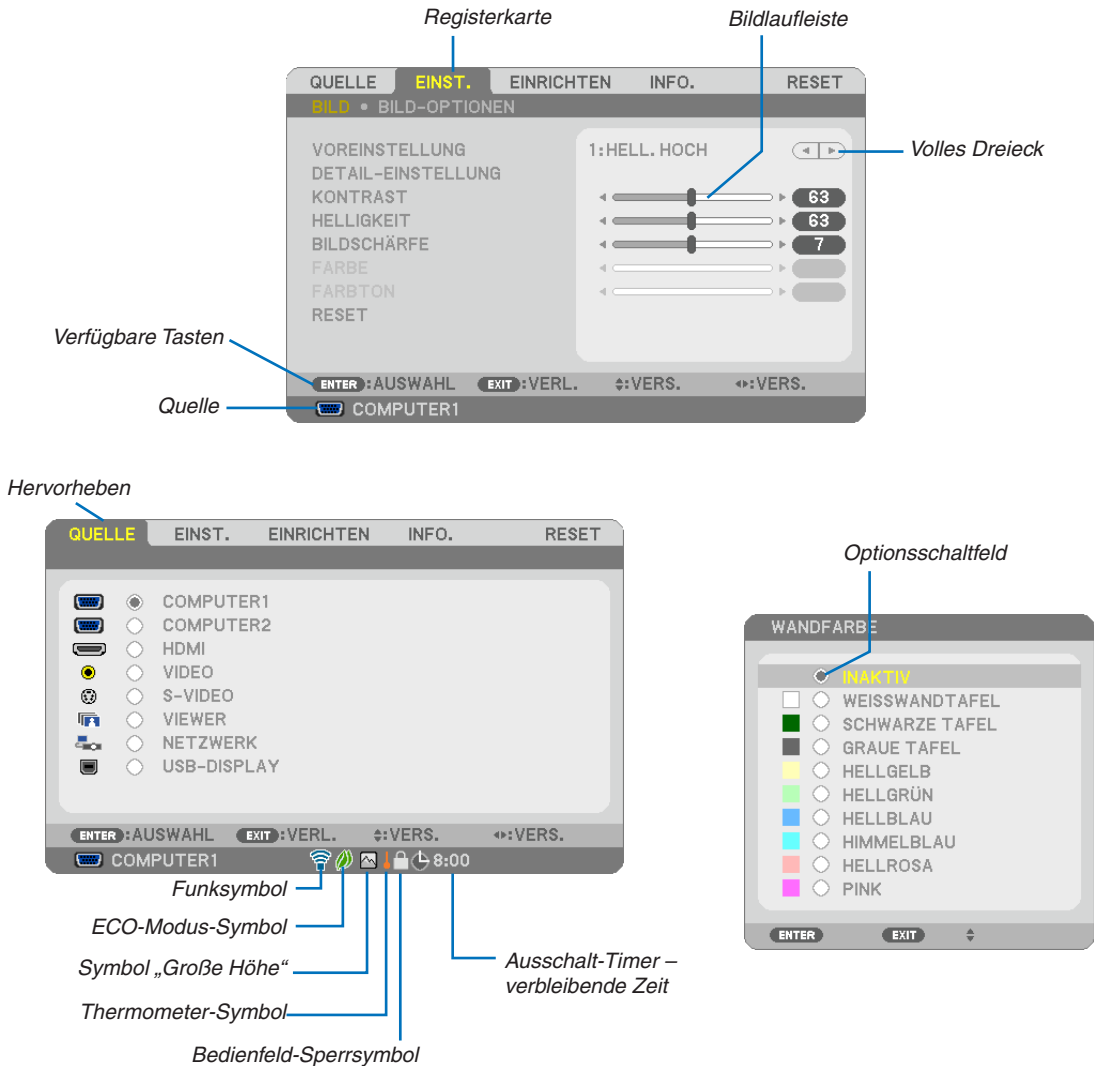 Registerkarte
Bildlaufleiste
QUELLE EINST. EINRICHTEN INFO. RESET
BILD • BILD-OPTIONEN
VOREINSTELLUNG 1:HELL. HOCH
Volles Dreieck
DETAIL-EINSTELLUNG
KONTRAST 63
HELLIGKEIT 63
BILDSCHÄRFE 7
FARBE
FARBTON
RESET
Verfügbare Tasten
ENTER :AUSWAHL EXIT :VERL. :VERS. :VERS.
Quelle
COMPUTER1
Hervorheben
QUELLE EINST. EINRICHTEN INFO. RESET
COMPUTER1
COMPUTER2
HDMI
VIDEO
S-VIDEO
VIEWER
NETZWERK
USB-DISPLAY
ENTER :AUSWAHL EXIT :VERL. :VERS. :VERS.
COMPUTER1 8:00
Funksymbol
ECO-Modus-Symbol
Symbol „Große Höhe“
Thermometer-Symbol
Bedienfeld-Sperrsymbol
Ausschalt-Timer –
verbleibende Zeit
Optionsschaltfeld
WANDFARBE
INAKTIV
WEISSWANDTAFEL
SCHWARZE TAFEL
GRAUE TAFEL
HELLGELB
HELLGRÜN
HELLBLAU
HIMMELBLAU
HELLROSA
PINK
ENTER EXIT